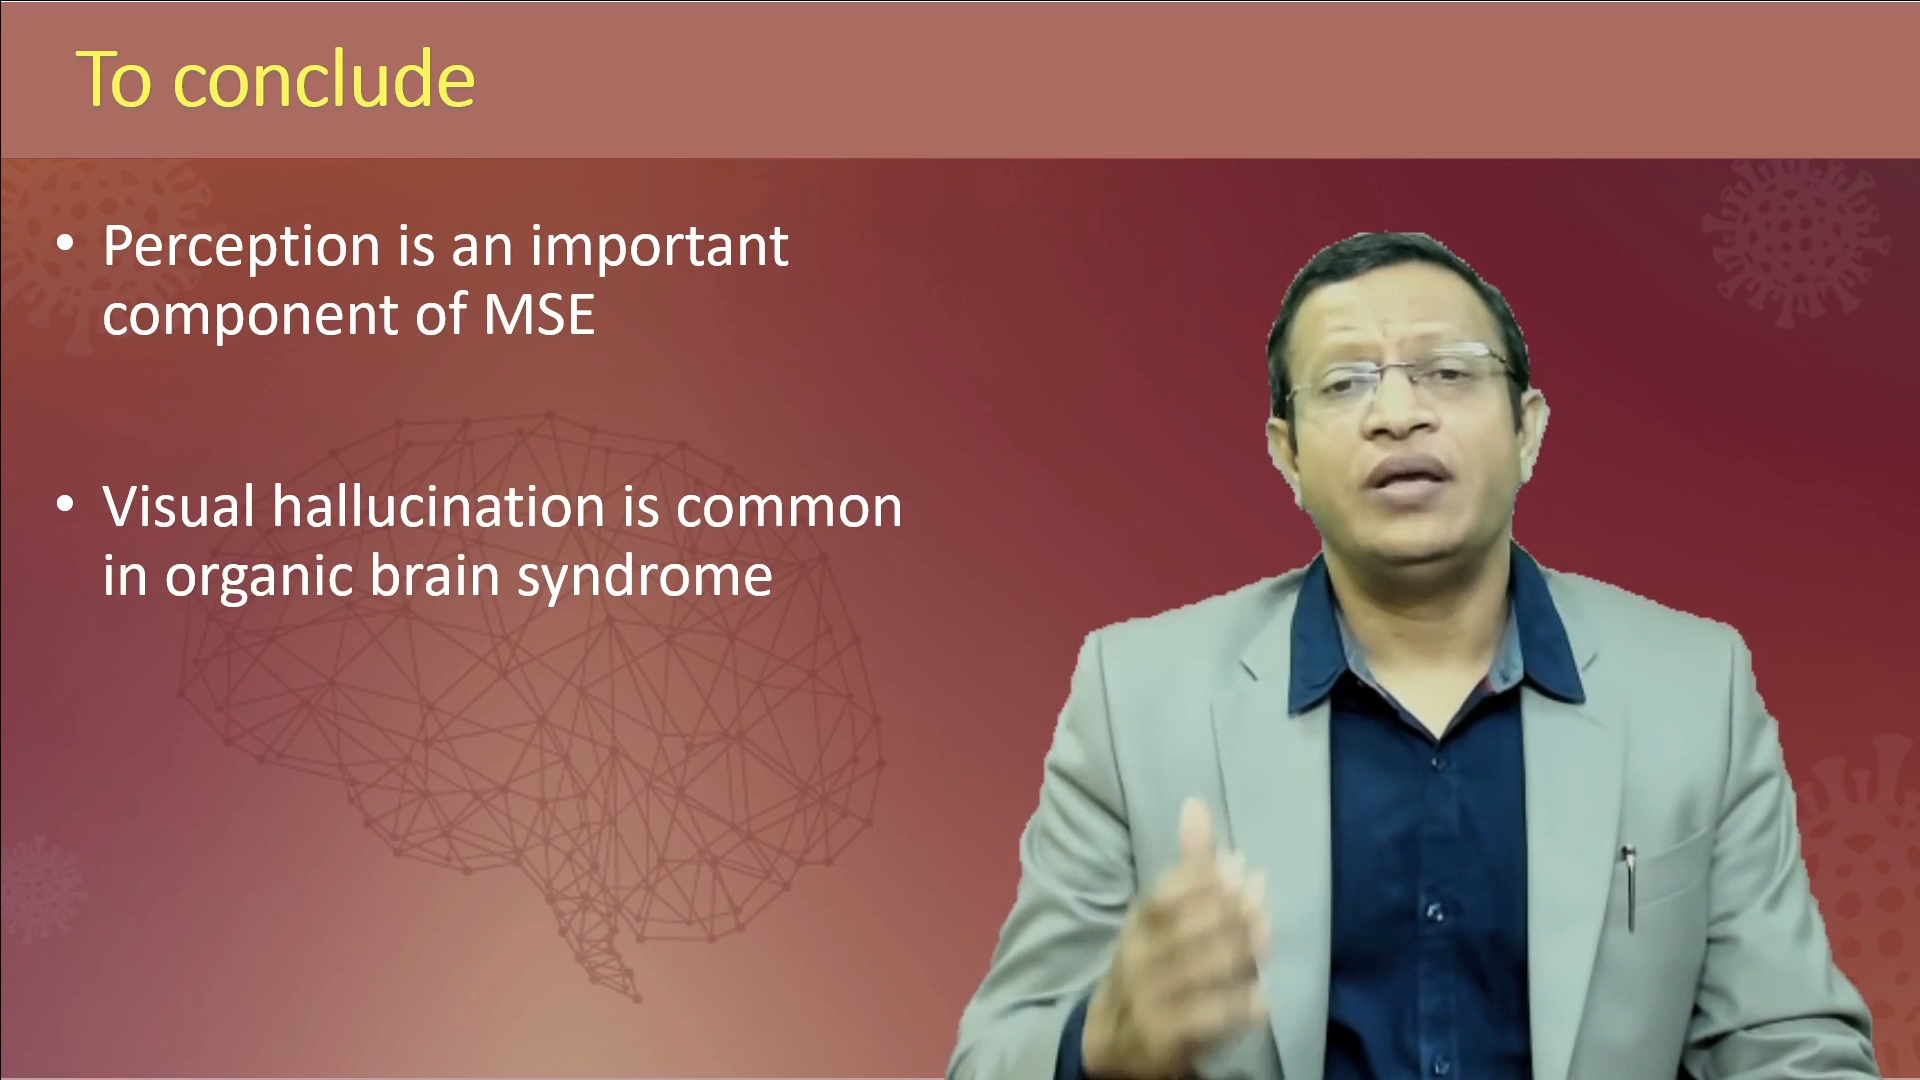 To conclude
• Perception is an important
component of MSE
• Visual hallucination is common
in organic brain syndrome